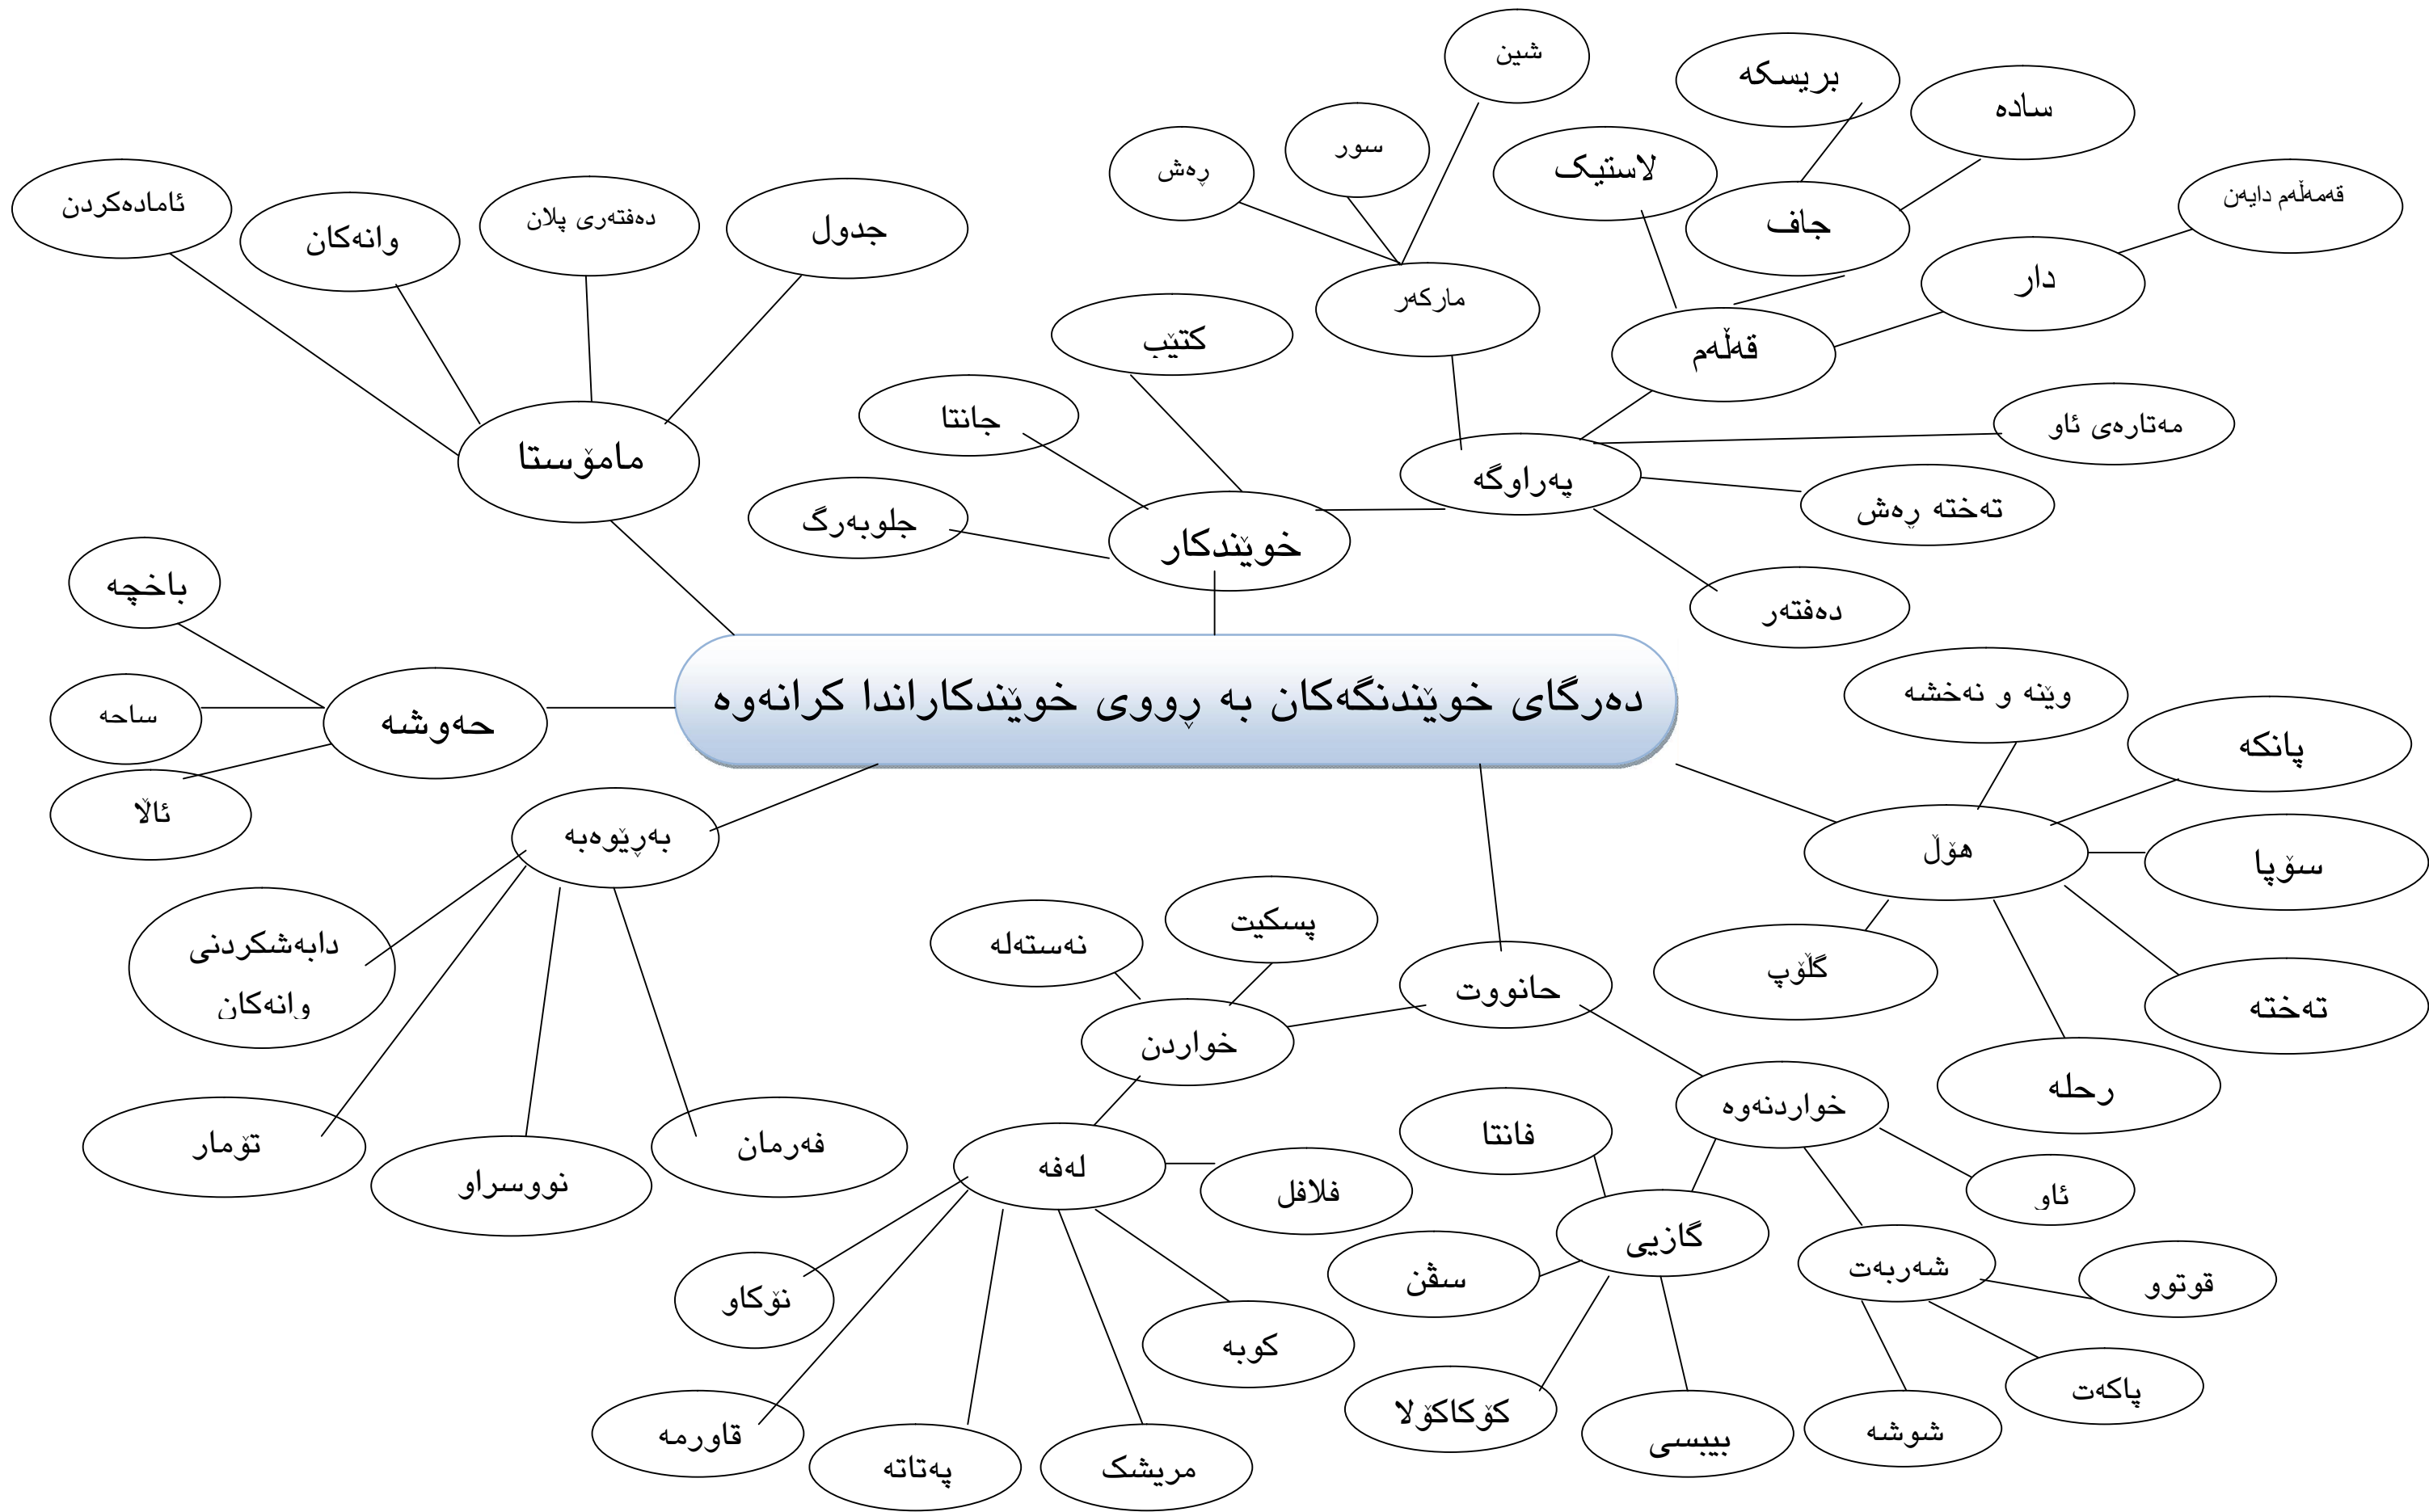 شین
بریسکە
سادە
سور
ڕەش
لاستیک
قەمەڵەم دایەن
جاف
دار
ئامادەکردن
وانەکان
دەفتەری پلان
جدول
مارکەر
قەڵەم
کتێب
جانتا
مەتارەی ئاو
مامۆستا
پەراوگە
تەختە ڕەش
جلوبەرگ
خوێندکار
دەفتەر
باخچە
دەرگای خوێندنگەکان بە ڕووی خوێندکاراندا کرانەوە
وێنە و نەخشە
پانکە
ساحە
حەوشە
ئاڵا
بەڕێوەبە
هۆڵ
سۆپا
دابەشکردنی
وانەکان
نەستەلە
پسکیت
حانووت
گڵۆپ
تەختە
خواردن
رحلە
خواردنەوە
تۆمار
نووسراو
فەرمان
لەفە
فلافل
فانتا
ئاو
گازیی
سڤن
شەربەت
قوتوو
نۆکاو
کوبە
کۆکاکۆلا
پاکەت
قاورمە
پەتاتە
مریشک
بیبسی
شوشە